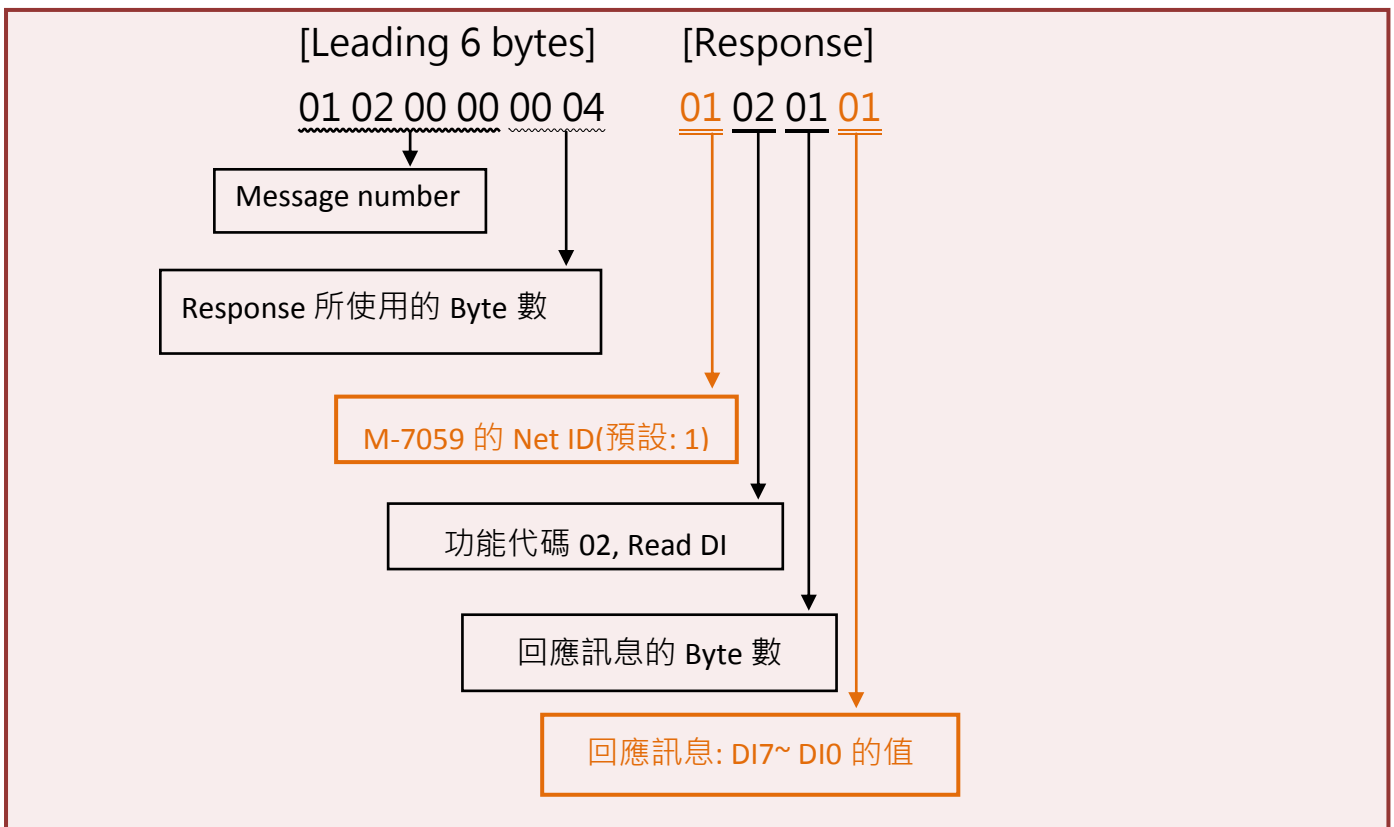 [Leading 6 bytes] [Response]
01 02 00 00 00 04 01 02 01 01
Message number
Response 所使用的 Byte 數
M-7059 的 Net ID(預設: 1)
功能代碼 02, Read DI
回應訊息的 Byte 數
回應訊息: DI7~ DI0 的值